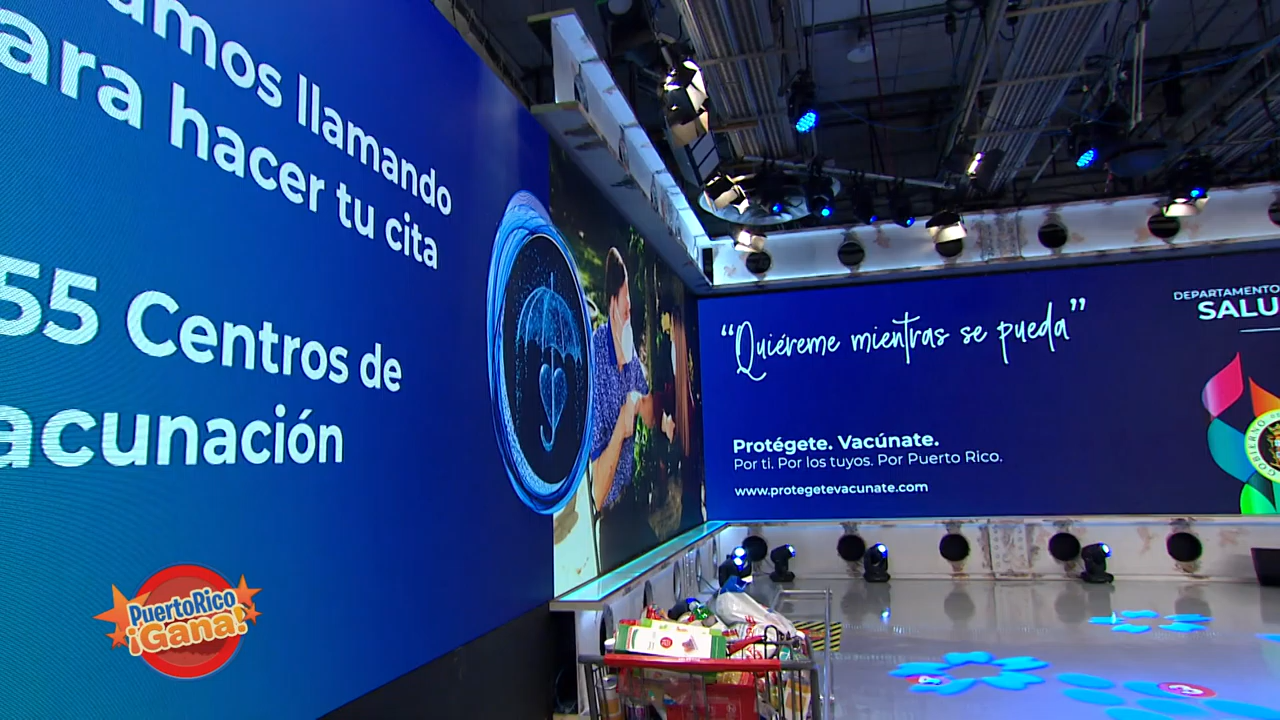 amos llamando
ara hacer tu cita
55 Centros de
acunación
“Quiéreme mientras se pueda”
Protégete. Vacúnate.
Por ti. Por los tuyos. Por Puerto Rico.
www.protegetevacunate.com
DEPARTAMENTO
SALU
PuertoRico
¡Gana!